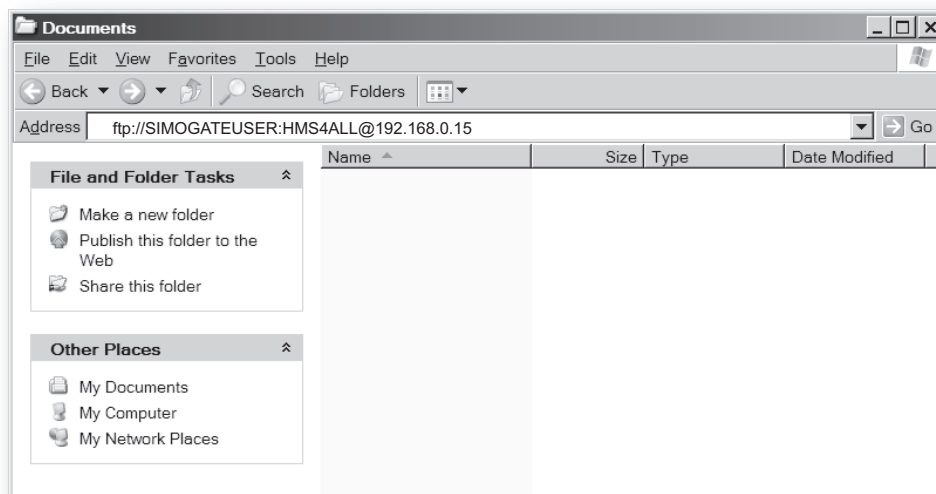 Documents
File Edit View Favorites Tools Help
Back Search Folders
Address ftp://SIMOGATEUSER:HMS4ALL@192.168.0.15 Go
Name Size Type Date Modified
File and Folder Tasks
Make a new folder
Publish this folder to the
Web
Share this folder
Other Places
My Documents
My Computer
My Network Places